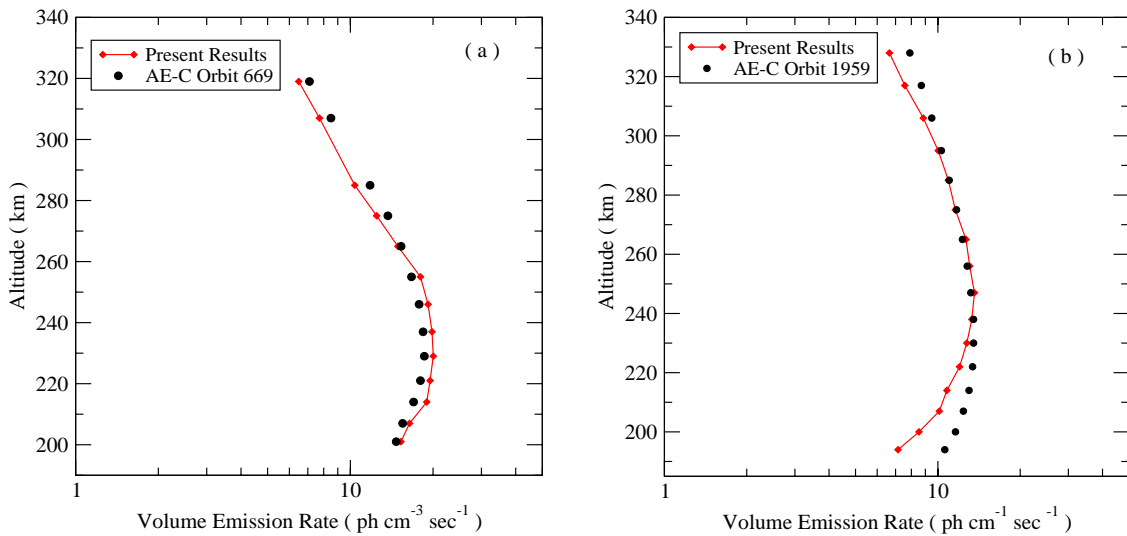 340
320
300
280
260
240
220
200
1
10
Altitude ( km )
Volume Emission Rate ( ph cm⁻³ sec⁻¹ )
Present Results
AE-C Orbit 669
( a )
340
320
300
280
260
240
220
200
1
10
Altitude ( km )
Volume Emission Rate ( ph cm⁻¹ sec⁻¹ )
Present Results
AE-C Orbit 1959
( b )